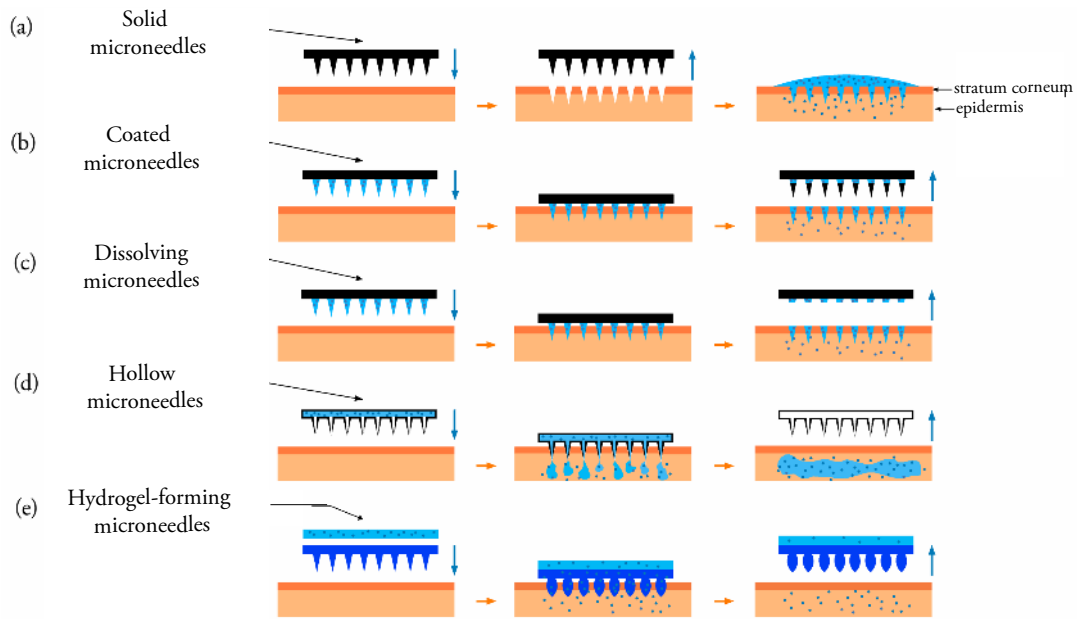 (a)
Solid
microneedles
stratum corneum
epidermis
(b)
Coated
microneedles
(c)
Dissolving
microneedles
(d)
Hollow
microneedles
(e)
Hydrogel-forming
microneedles